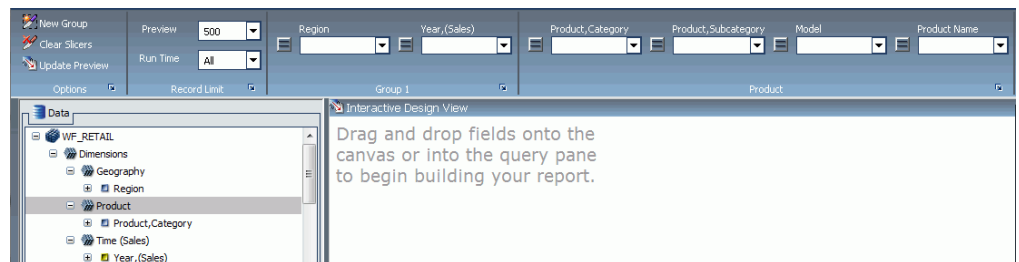 New Group
Clear Slicers
Update Preview
Options
Preview 500
Run Time All
Record Limit
Region Year,(Sales)
Group 1
Product,Category Product,Subcategory Model Product Name
Product
Data
WF_RETAIL
Dimensions
Geography
Region
Product
Product,Category
Time (Sales)
Year,(Sales)
Interactive Design View
Drag and drop fields onto the
canvas or into the query pane
to begin building your report.